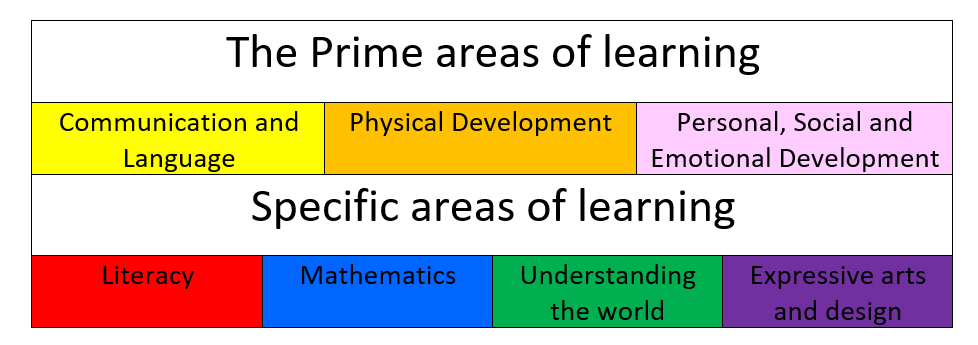 The Prime areas of learning
Communication and
Language
Physical Development
Personal, Social and
Emotional Development
Specific areas of learning
Literacy
Mathematics
Understanding
the world
Expressive arts
and design